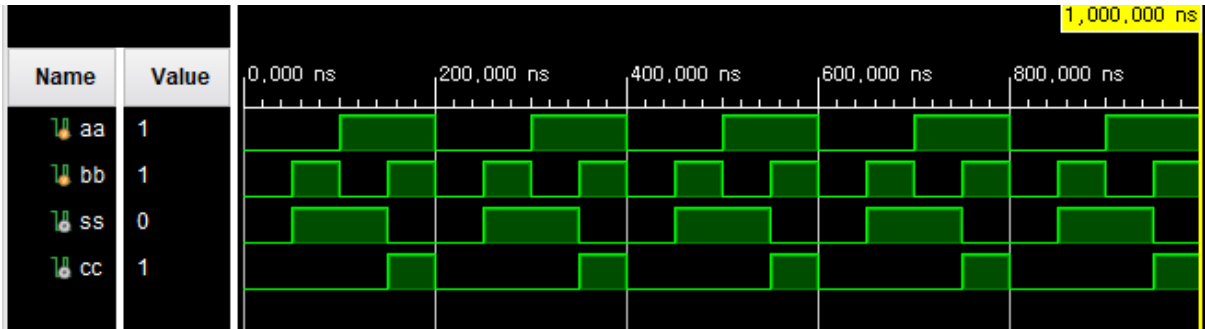 1,000,000 ns
Name Value 0,000 ns 200,000 ns 400,000 ns 600,000 ns 800,000 ns
aa 1
bb 1
ss 0
cc 1